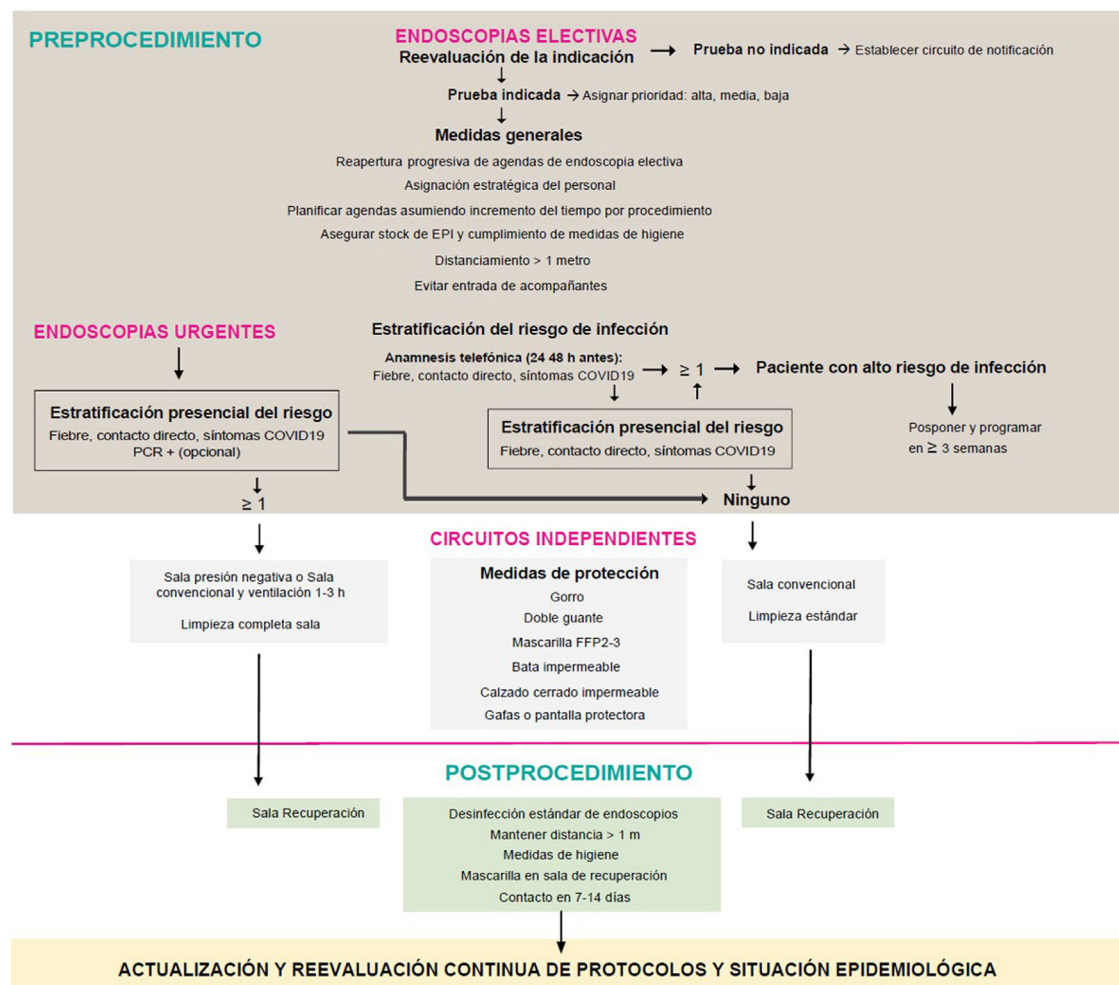 PREPROCEDIMIENTO
ENDOSCOPIAS ELECTIVAS
Reevaluación de la indicación
Prueba no indicada → Establecer circuito de notificación
Prueba indicada → Asignar prioridad: alta, media, baja
Medidas generales
Reapertura progresiva de agendas de endoscopia electiva
Asignación estratégica del personal
Planificar agendas asumiendo incremento del tiempo por procedimiento
Asegurar stock de EPI y cumplimiento de medidas de higiene
Distanciamiento > 1 metro
Evitar entrada de acompañantes
ENDOSCOPIAS URGENTES
Estratificación presencial del riesgo
Fiebre, contacto directo, síntomas COVID19
PCR + (opcional)
≥ 1
Estratificación del riesgo de infección
Anamnesis telefónica (24 48 h antes):
Fiebre, contacto directo, síntomas COVID19
≥ 1
Paciente con alto riesgo de infección
Posponer y programar
en ≥ 3 semanas
Estratificación presencial del riesgo
Fiebre, contacto directo, síntomas COVID19
Ninguno
CIRCUITOS INDEPENDIENTES
Sala presión negativa o Sala
convencional y ventilación 1-3 h
Limpieza completa sala
Medidas de protección
Gorro
Doble guante
Mascarilla FFP2-3
Bata impermeable
Calzado cerrado impermeable
Gafas o pantalla protectora
Sala convencional
Limpieza estándar
POSTPROCEDIMIENTO
Sala Recuperación
Desinfección estándar de endoscopios
Mantener distancia > 1 m
Medidas de higiene
Mascarilla en sala de recuperación
Contacto en 7-14 días
Sala Recuperación
ACTUALIZACIÓN Y REEVALUACIÓN CONTINUA DE PROTOCOLOS Y SITUACIÓN EPIDEMIOLÓGICA